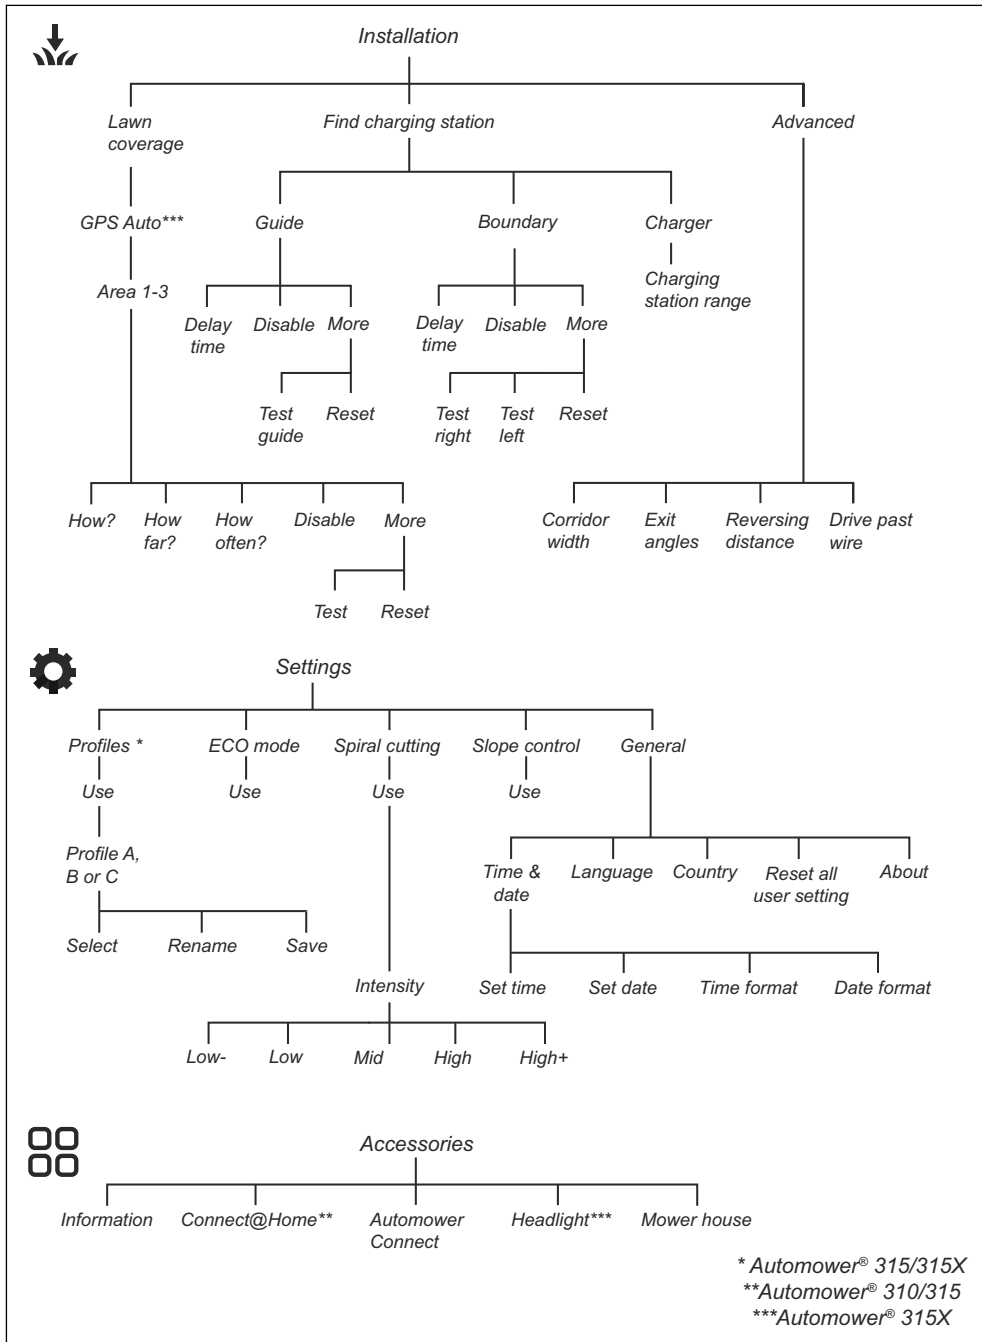 Installation
Lawn
coverage
Find charging station
Advanced
GPS Auto***
Guide
Boundary
Charger
Area 1-3
Charging
station range
Delay
time
Disable
More
Delay
time
Disable
More
Test
guide
Reset
Test
right
Test
left
Reset
How?
How
far?
How
often?
Disable
More
Corridor
width
Exit
angles
Reversing
distance
Drive past
wire
Test
Reset
Settings
Profiles *
ECO mode
Spiral cutting
Slope control
General
Use
Use
Use
Use
Profile A,
B or C
Time &
date
Language
Country
Reset all
user setting
About
Select
Rename
Save
Intensity
Set time
Set date
Time format
Date format
Low-
Low
Mid
High
High+
Accessories
Information
Connect@Home**
Automower
Connect
Headlight***
Mower house
* Automower® 315/315X
**Automower® 310/315
***Automower® 315X